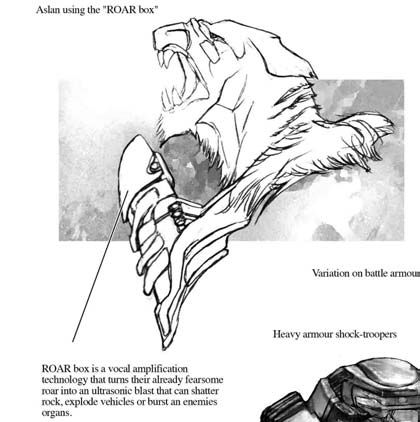 Aslan using the "ROAR box"
Variation on battle armour
Heavy armour shock-troopers
ROAR box is a vocal amplification
technology that turns their already fearsome
roar into an ultrasonic blast that can shatter
rock, explode vehicles or burst an enemies
organs.